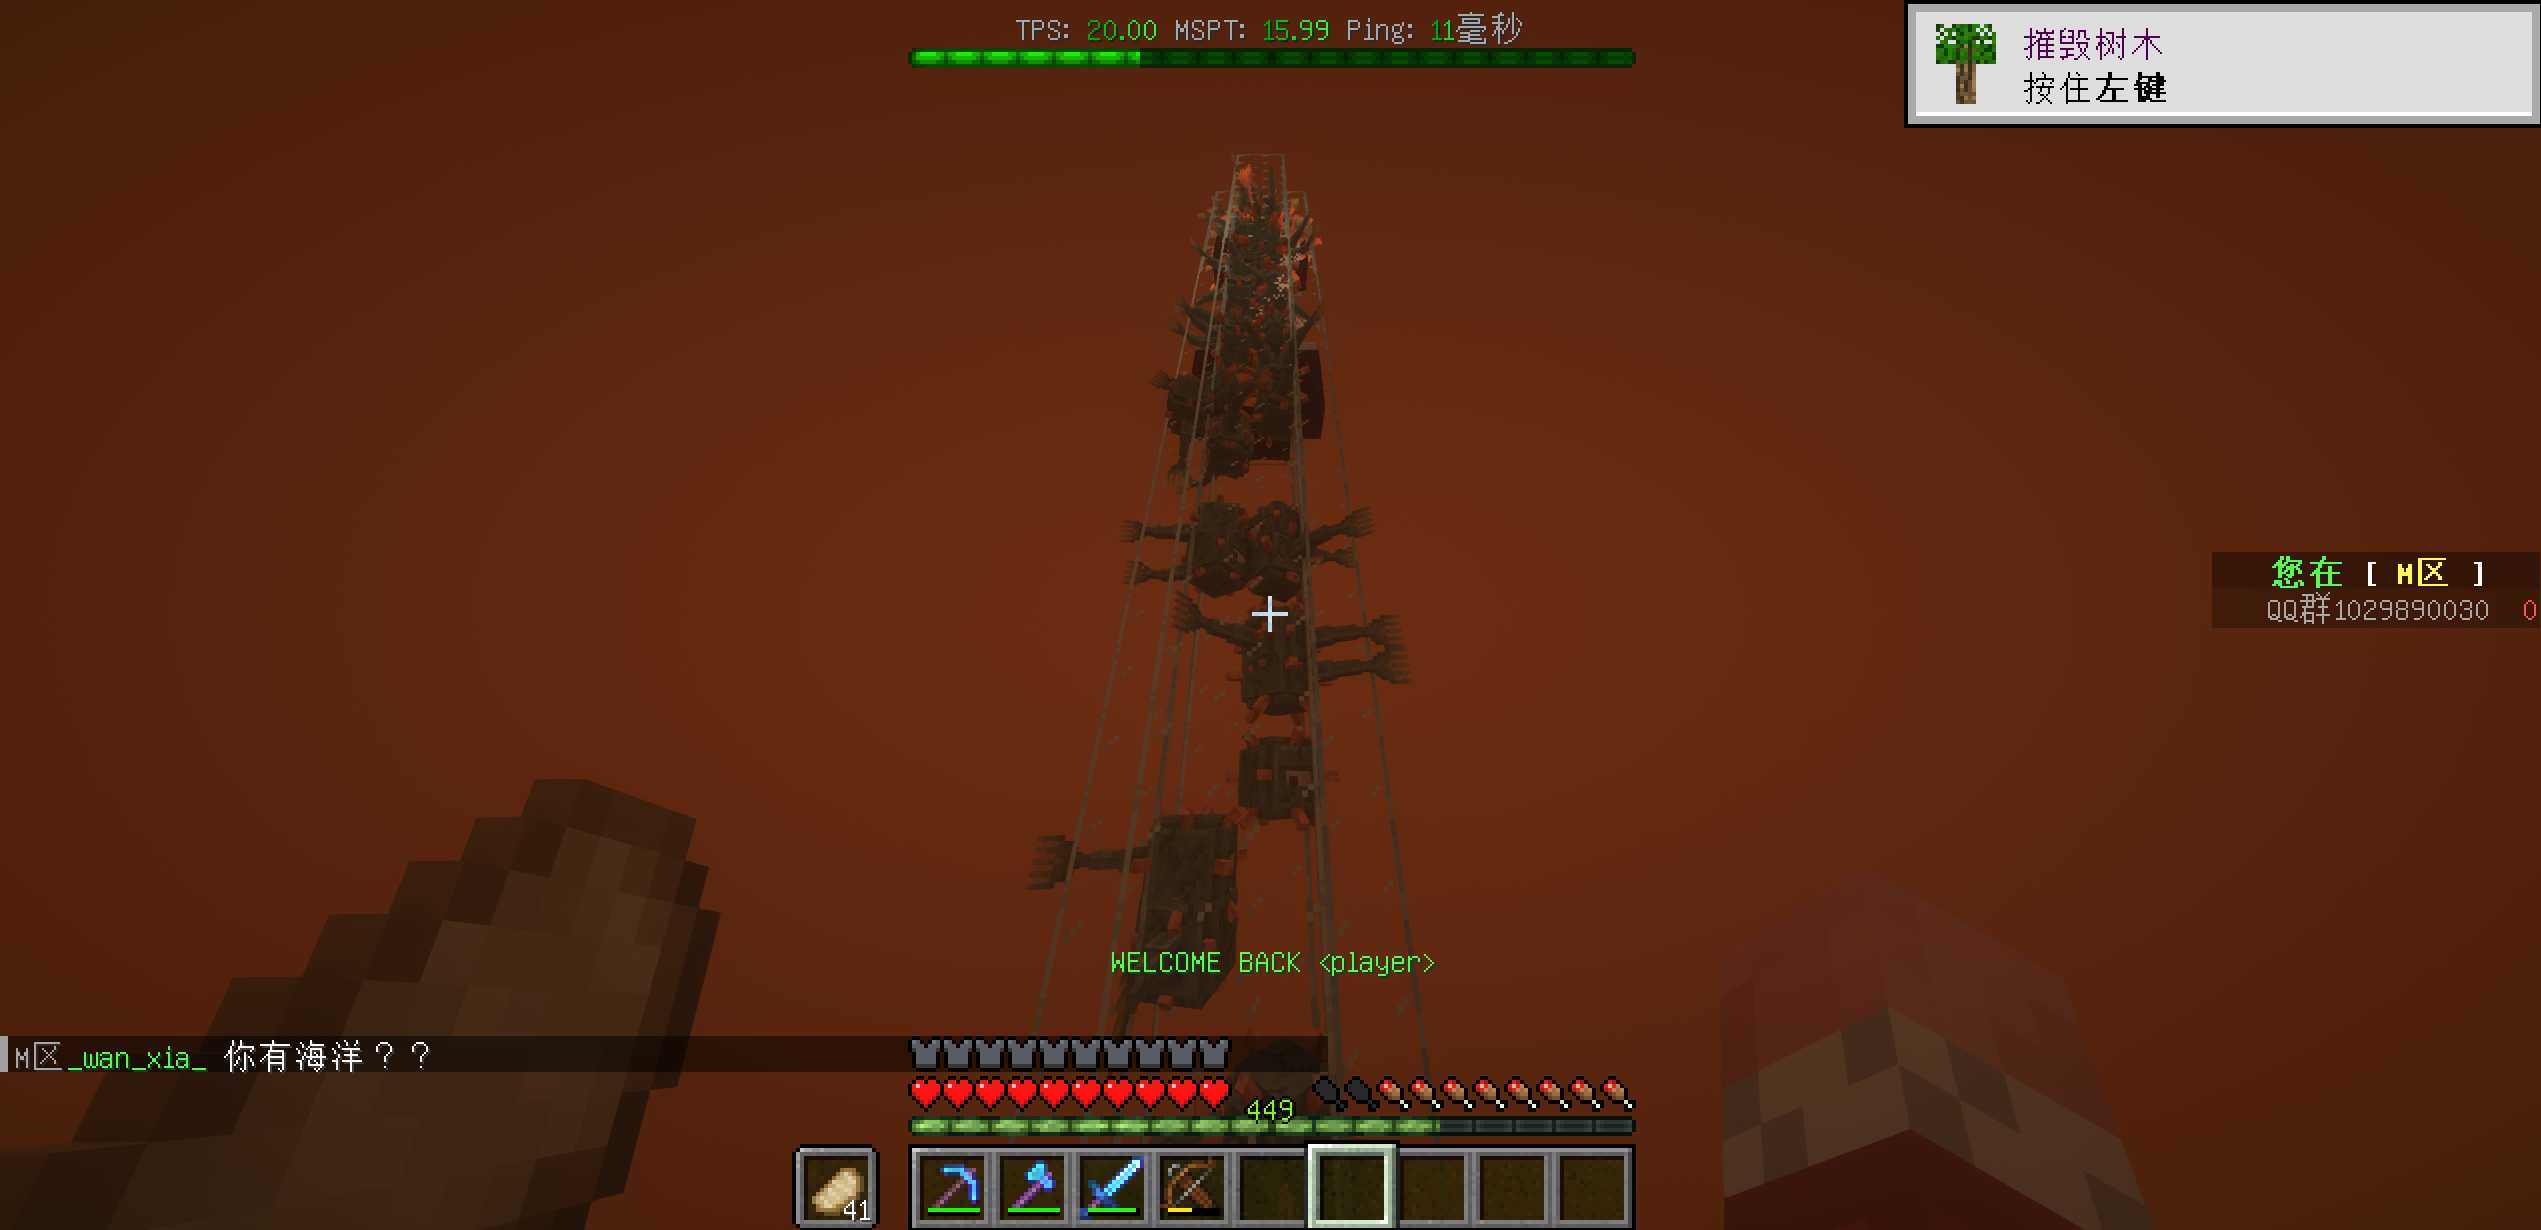 TPS: 20.00 MSPT: 15.99 Ping: 11毫秒
摧毁树木
按住左键
您在 [ M区 ]
QQ群1029890030 0
WELCOME BACK <player>
M区_wan_xia_ 你有海洋？？
449
41